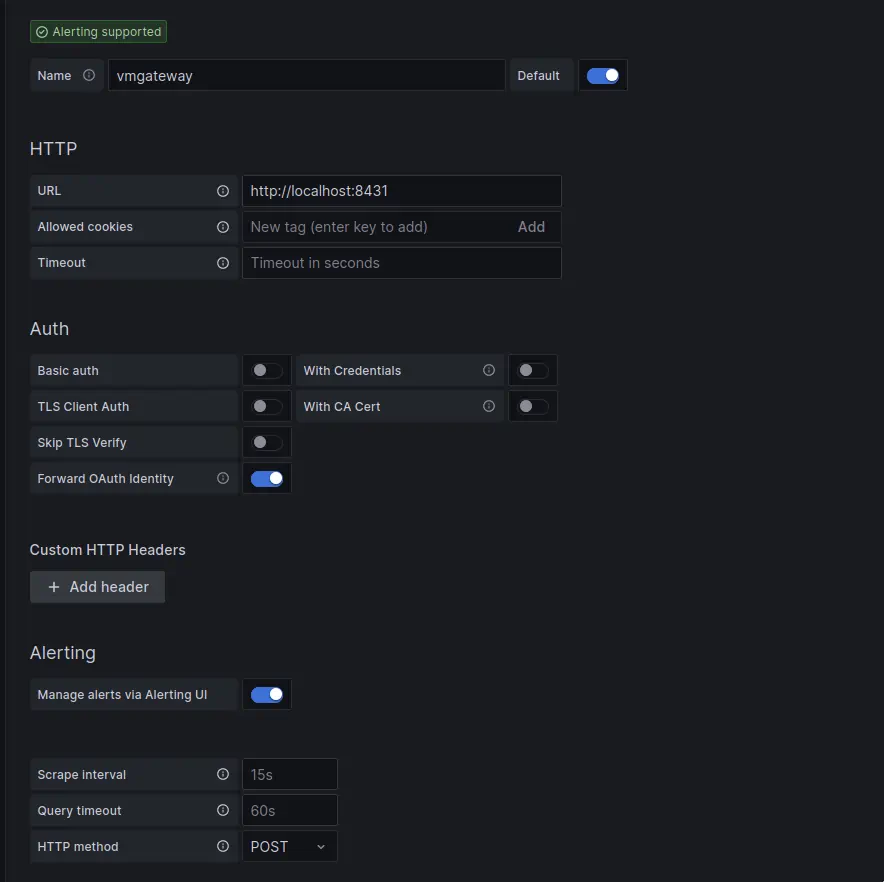 Alerting supported
Name vmgateway Default
HTTP
URL http://localhost:8431
Allowed cookies New tag (enter key to add) Add
Timeout Timeout in seconds
Auth
Basic auth With Credentials
TLS Client Auth With CA Cert
Skip TLS Verify
Forward OAuth Identity
Custom HTTP Headers
+ Add header
Alerting
Manage alerts via Alerting UI
Scrape interval 15s
Query timeout 60s
HTTP method POST